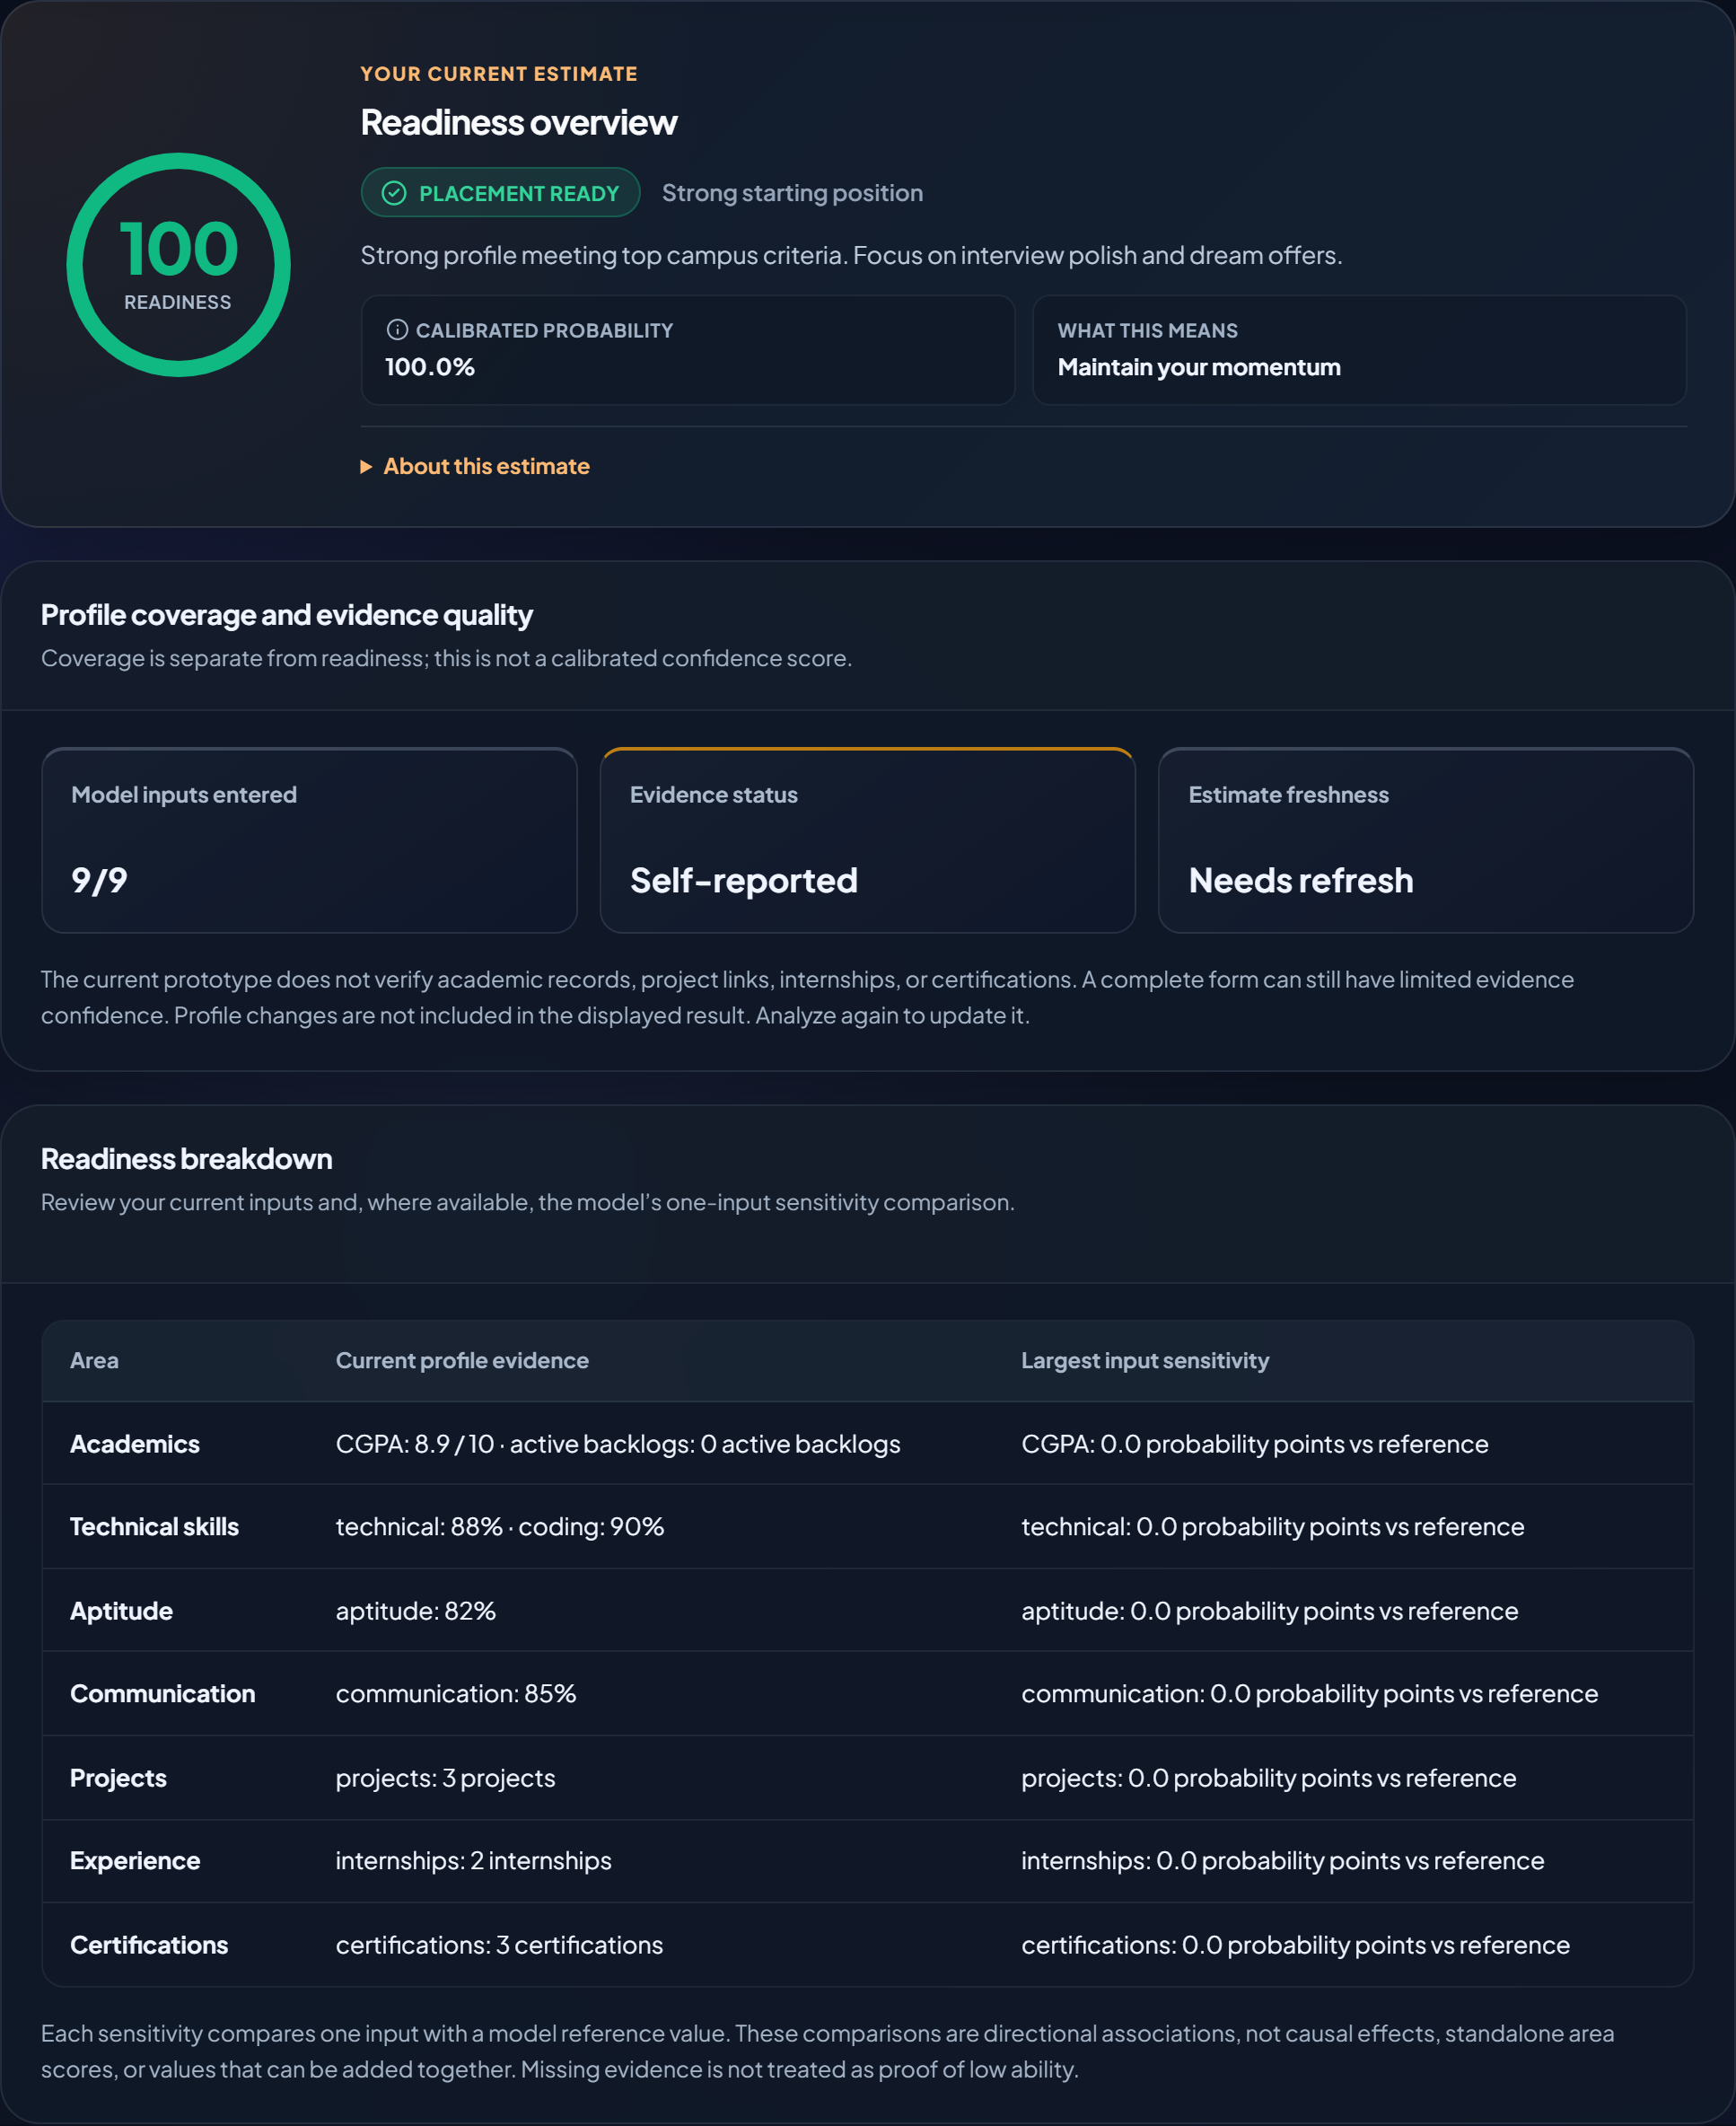 YOUR CURRENT ESTIMATE
Readiness overview
100
READINESS
PLACEMENT READY
Strong starting position
Strong profile meeting top campus criteria. Focus on interview polish and dream offers.
CALIBRATED PROBABILITY
100.0%
WHAT THIS MEANS
Maintain your momentum
About this estimate
Profile coverage and evidence quality
Coverage is separate from readiness; this is not a calibrated confidence score.
Model inputs entered
9/9
Evidence status
Self-reported
Estimate freshness
Needs refresh
The current prototype does not verify academic records, project links, internships, or certifications. A complete form can still have limited evidence
confidence. Profile changes are not included in the displayed result. Analyze again to update it.
Readiness breakdown
Review your current inputs and, where available, the model’s one-input sensitivity comparison.
Area Current profile evidence Largest input sensitivity
Academics CGPA: 8.9 / 10 · active backlogs: 0 active backlogs CGPA: 0.0 probability points vs reference
Technical skills technical: 88% · coding: 90% technical: 0.0 probability points vs reference
Aptitude aptitude: 82% aptitude: 0.0 probability points vs reference
Communication communication: 85% communication: 0.0 probability points vs reference
Projects projects: 3 projects projects: 0.0 probability points vs reference
Experience internships: 2 internships internships: 0.0 probability points vs reference
Certifications certifications: 3 certifications certifications: 0.0 probability points vs reference
Each sensitivity compares one input with a model reference value. These comparisons are directional associations, not causal effects, standalone area
scores, or values that can be added together. Missing evidence is not treated as proof of low ability.